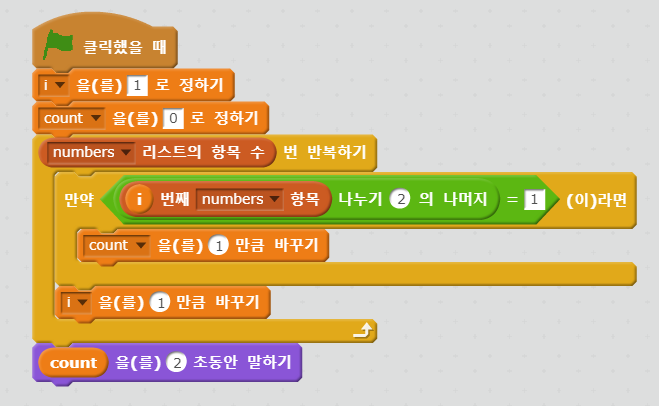 클릭했을 때
i 을(를) 1 로 정하기
count 을(를) 0 로 정하기
numbers 리스트의 항목 수 번 반복하기
만약 i 번째 numbers 항목 나누기 2 의 나머지 = 1 (이)라면
count 을(를) 1 만큼 바꾸기
i 을(를) 1 만큼 바꾸기
count 을(를) 2 초동안 말하기